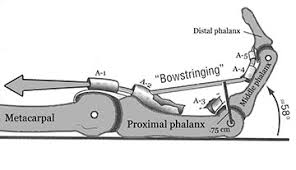 Distal phalanx
A-5
A-4
Middle phalanx
"Bowstringing"
A-1
A-2
A-3
=58°
Metacarpal
Proximal phalanx
.75 cm